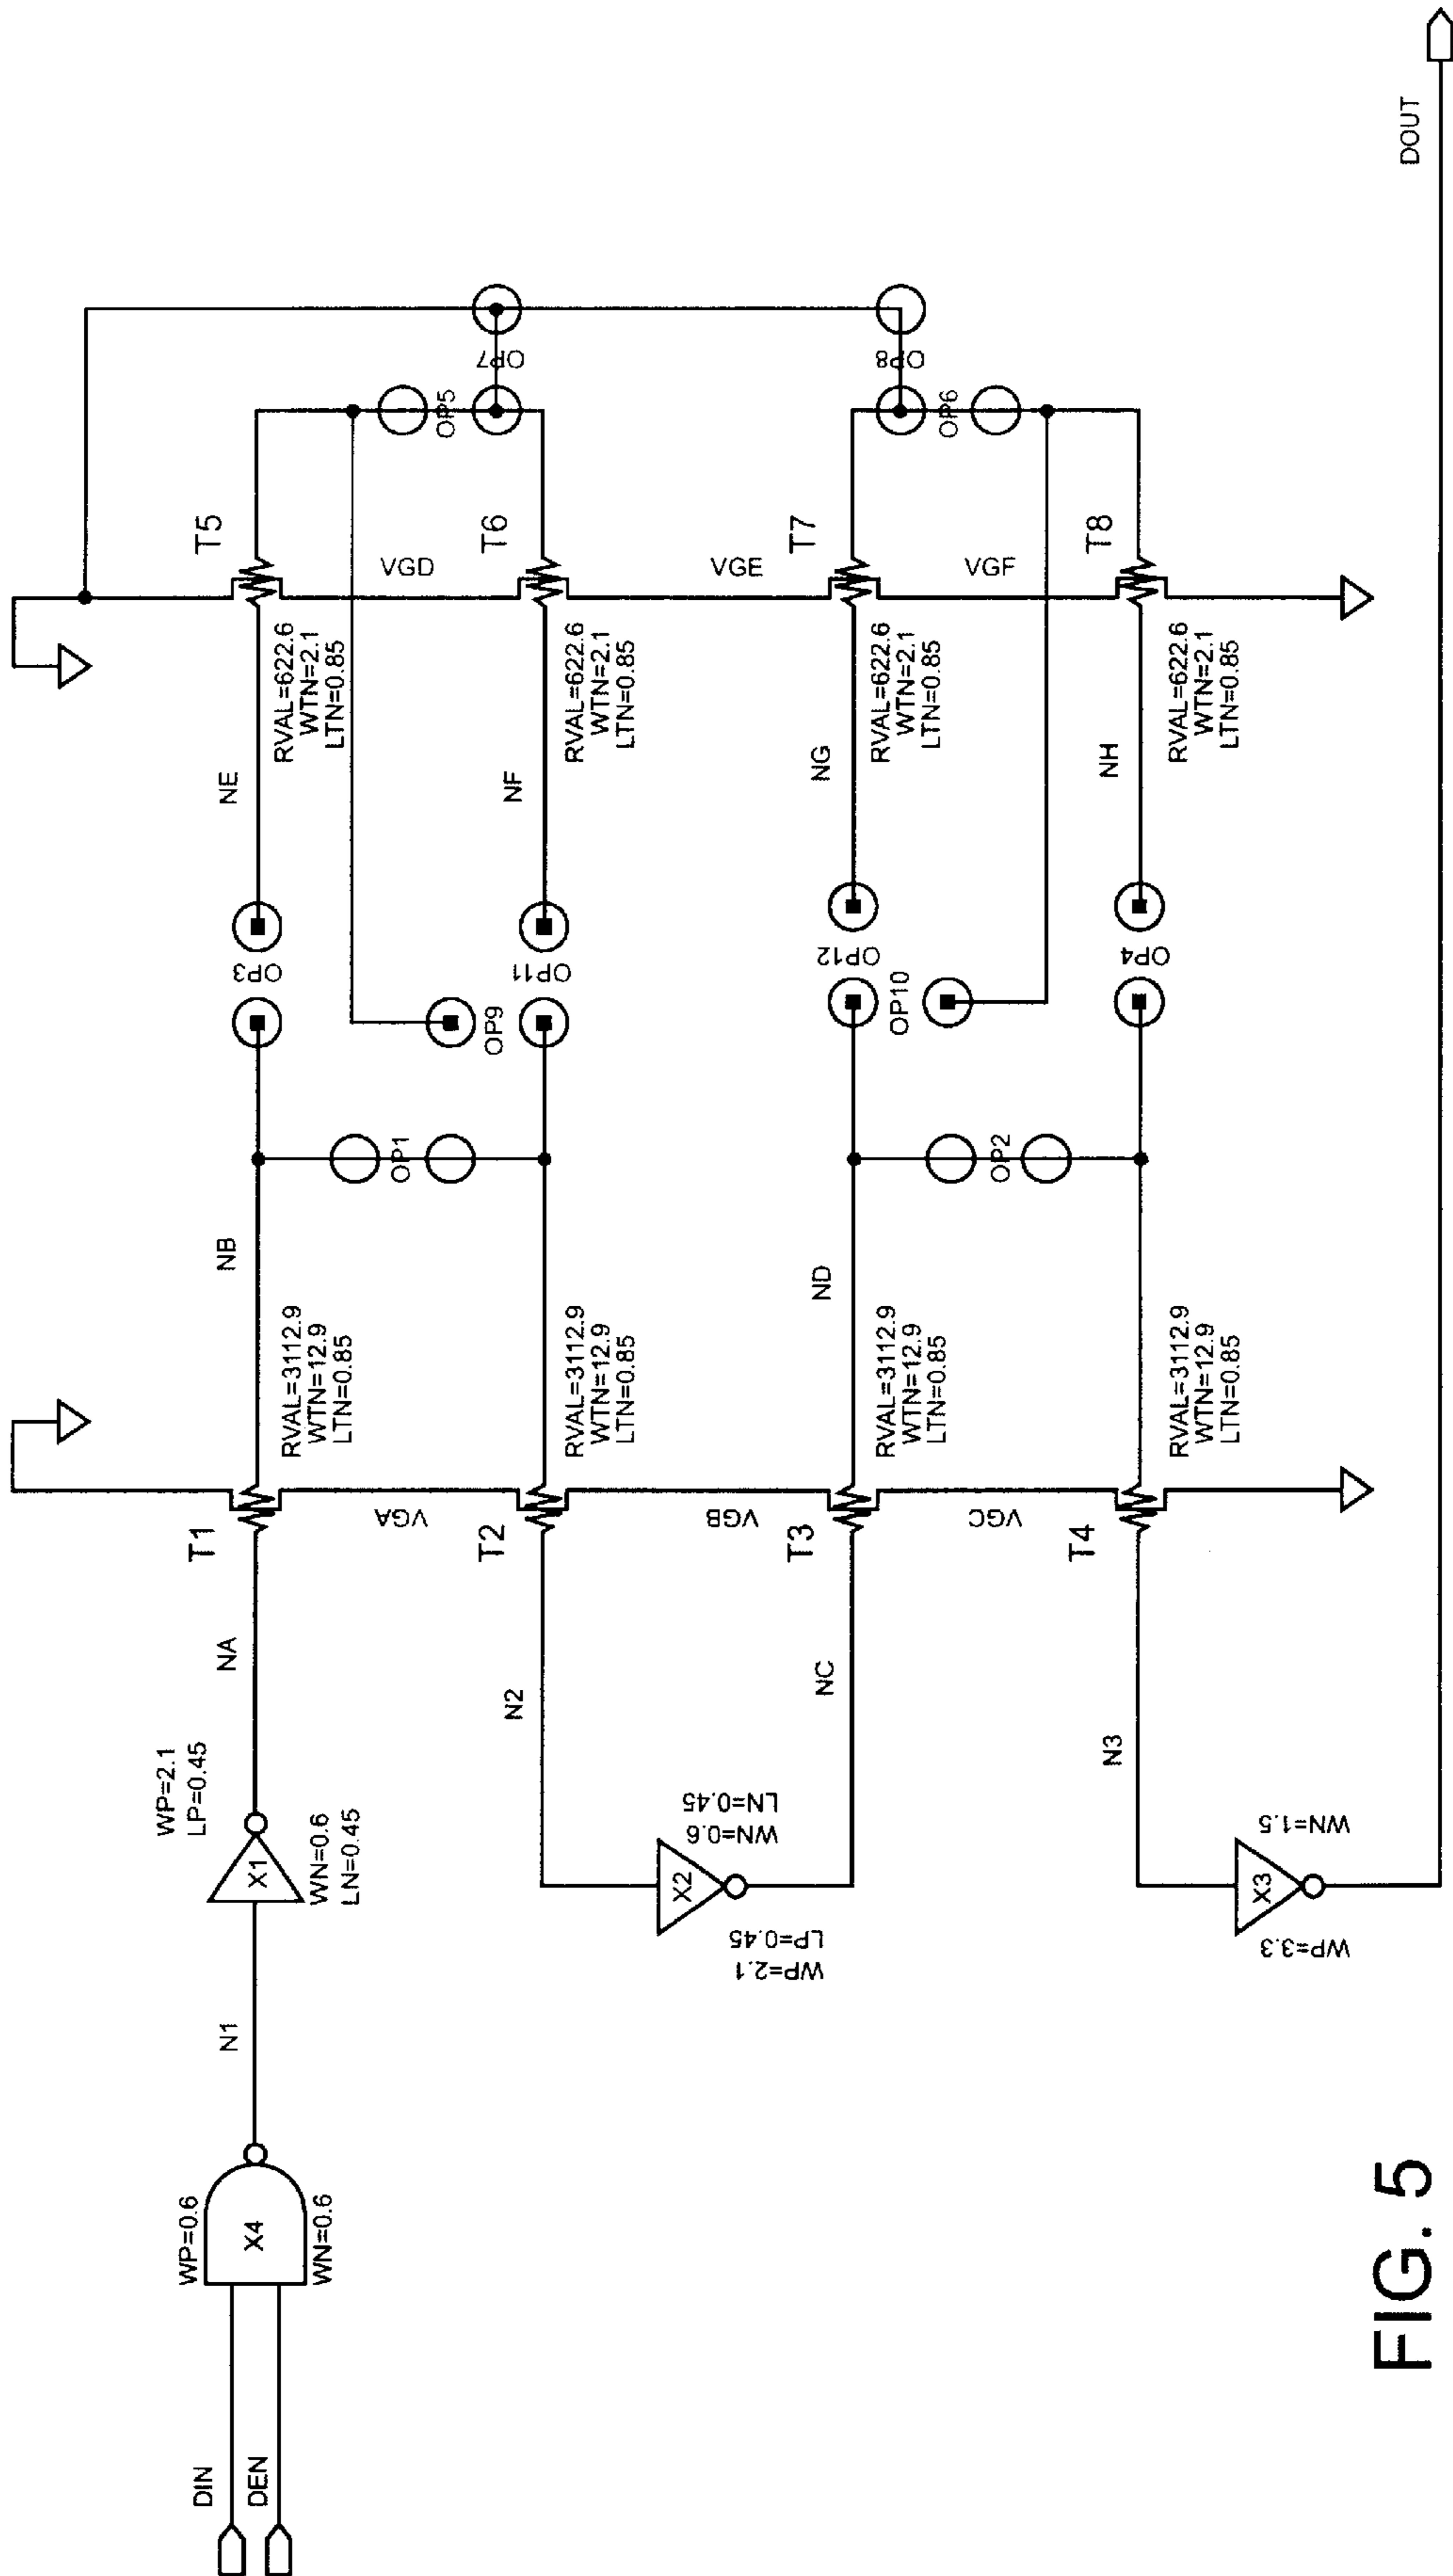 DIN
DEN
WP=0.6
X4
WN=0.6
N1
WP=2.1
LP=0.45
X1
WN=0.6
LN=0.45
NA
T1
RVAL=3112.9
WTN=12.9
LTN=0.85
NB
OP3
NE
RVAL=622.6
WTN=2.1
LTN=0.85
T5
VGA
OP1
OP9
VGD
OP5
OP7
N2
T2
RVAL=3112.9
WTN=12.9
LTN=0.85
OP11
NF
RVAL=622.6
WTN=2.1
LTN=0.85
T6
WP=2.1
LP=0.45
X2
WN=0.6
LN=0.45
VGB
VGE
NC
T3
RVAL=3112.9
WTN=12.9
LTN=0.85
ND
OP12
NG
RVAL=622.6
WTN=2.1
LTN=0.85
T7
OP8
VGC
OP2
OP10
VGF
OP6
N3
T4
RVAL=3112.9
WTN=12.9
LTN=0.85
OP4
NH
RVAL=622.6
WTN=2.1
LTN=0.85
T8
WP=3.3
X3
WN=1.5
DOUT
FIG. 5